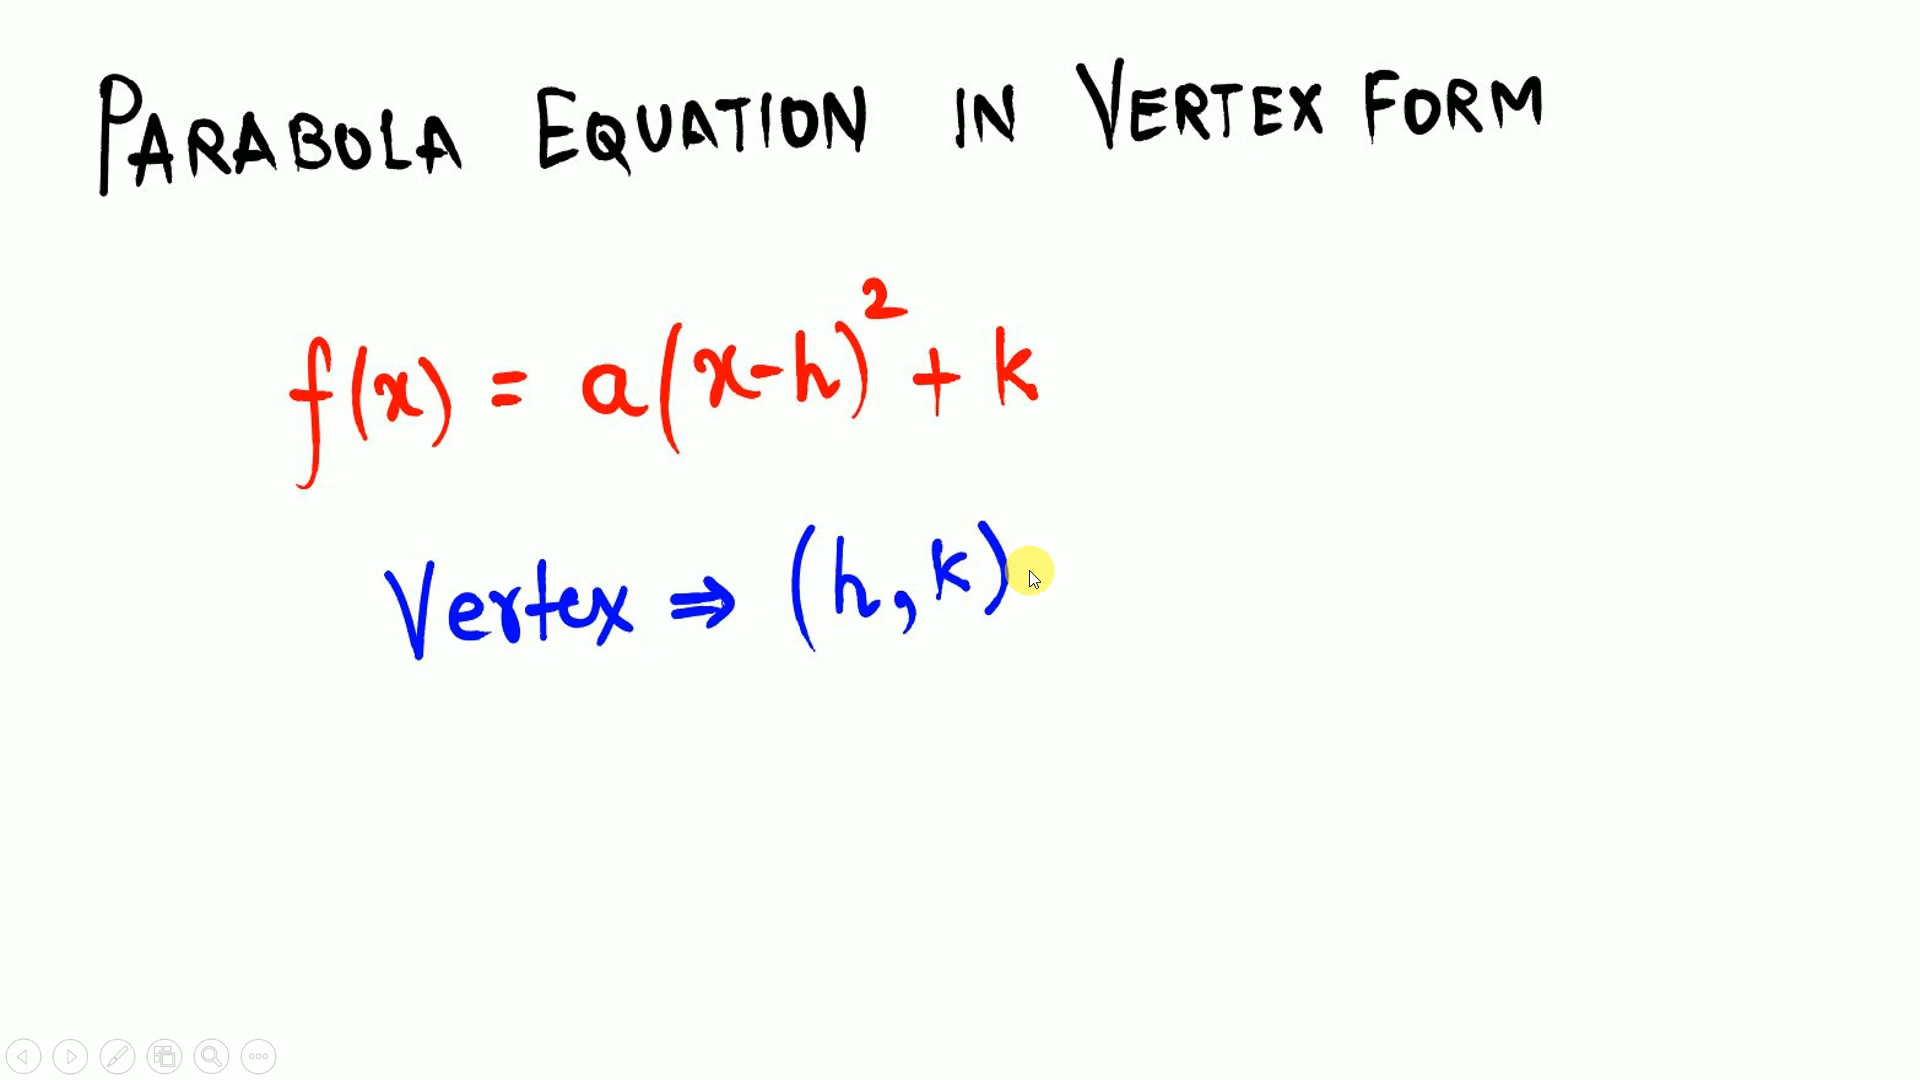 PARABOLA EQUATION IN VERTEX FORM
f(x) = a(x-h)² + k
Vertex ⇒ (h, k)